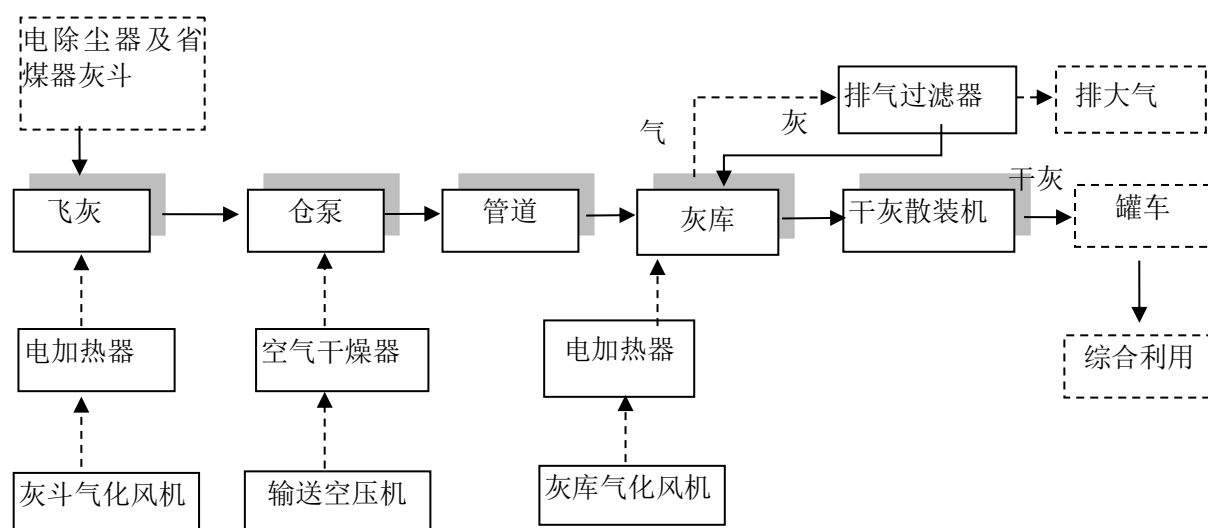 电除尘器及省
煤器灰斗
排气过滤器
排大气
气
灰
飞灰
仓泵
管道
灰库
干灰散装机
干灰
罐车
电加热器
空气干燥器
电加热器
综合利用
灰斗气化风机
输送空压机
灰库气化风机